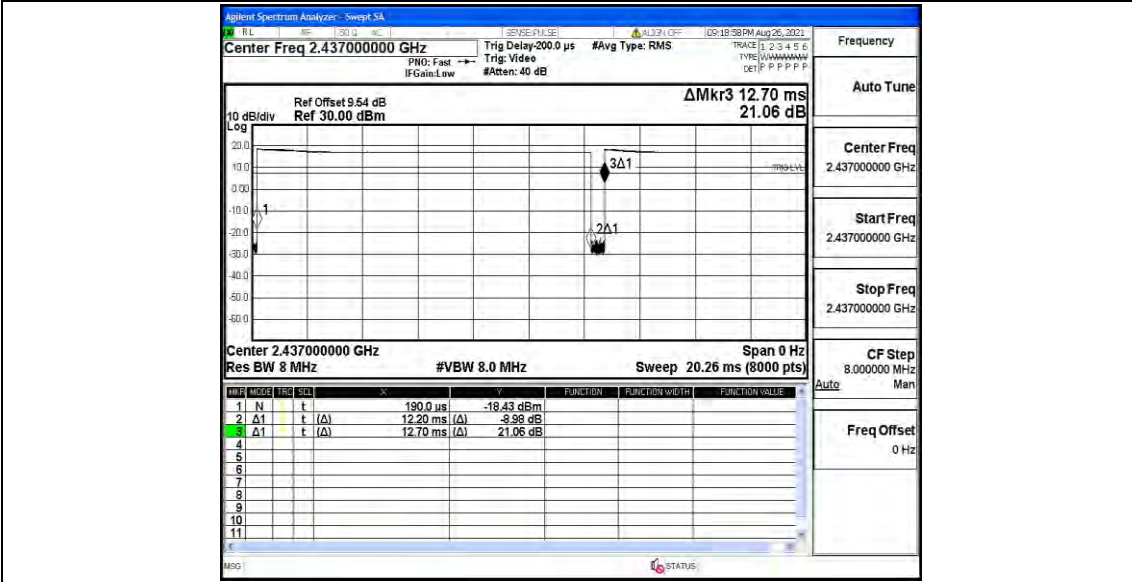 Agilent Spectrum Analyzer - Swept SA
RL RF 50 Ω AC SENSE:PULSE ALIGN OFF 09:18:58 PM Aug 26, 2021
Center Freq 2.437000000 GHz
PNO: Fast
IFGain:Low
Trig Delay-200.0 µs
Trig: Video
#Atten: 40 dB
#Avg Type: RMS
TRACE 1 2 3 4 5 6
TYPE WWWWWW
DET P P P P P P
Frequency
Auto Tune
Ref Offset 9.54 dB
Ref 30.00 dBm
10 dB/div
Log
ΔMkr3 12.70 ms
21.06 dB
20.0
10.0
0.00
-10.0
-20.0
-30.0
-40.0
-50.0
-60.0
1
2Δ1
3Δ1
TRIG LVL
Center Freq
2.437000000 GHz
Start Freq
2.437000000 GHz
Stop Freq
2.437000000 GHz
CF Step
8.000000 MHz
Auto Man
Freq Offset
0 Hz
Center 2.437000000 GHz Span 0 Hz
Res BW 8 MHz #VBW 8.0 MHz Sweep 20.26 ms (8000 pts)
MKR MODE TRC SCL X Y FUNCTION FUNCTION WIDTH FUNCTION VALUE
1 N t 190.0 us -18.43 dBm
2 Δ1 t (Δ) 12.20 ms (Δ) -8.98 dB
3 Δ1 t (Δ) 12.70 ms (Δ) 21.06 dB
4
5
6
7
8
9
10
11
MSG STATUS